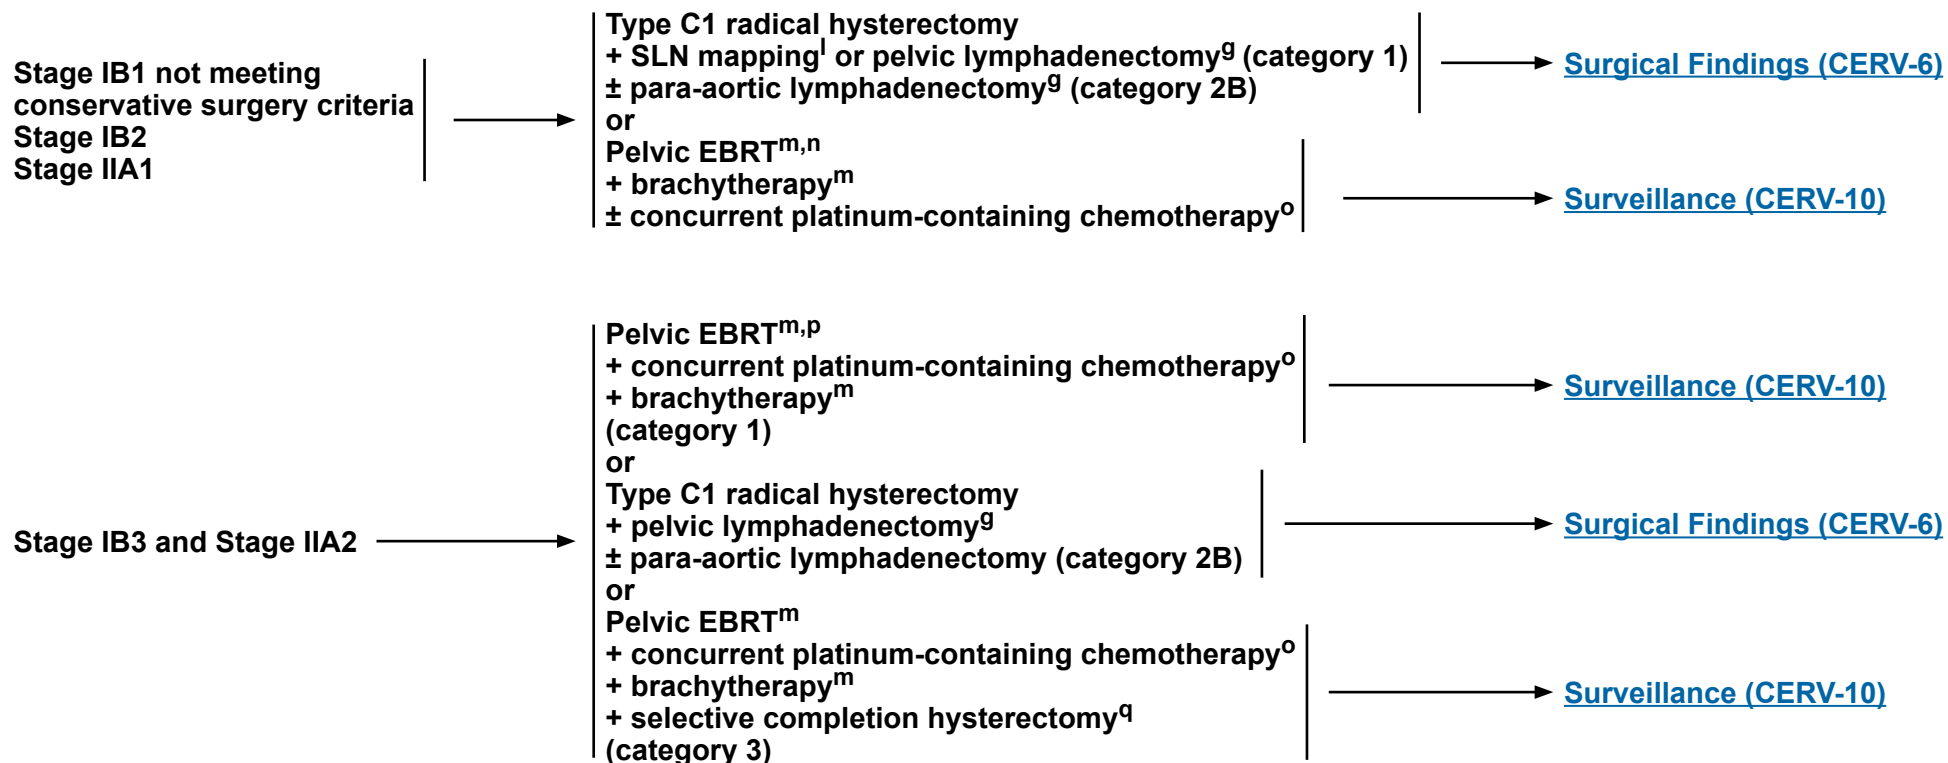 Stage IB1 not meeting
conservative surgery criteria
Stage IB2
Stage IIA1
Type C1 radical hysterectomy
+ SLN mappingˡ or pelvic lymphadenectomyᵍ (category 1)
± para-aortic lymphadenectomyᵍ (category 2B)
or
Pelvic EBRTᵐ,ⁿ
+ brachytherapyᵐ
± concurrent platinum-containing chemotherapyᵒ
Surgical Findings (CERV-6)
Surveillance (CERV-10)
Stage IB3 and Stage IIA2
Pelvic EBRTᵐ,ᵖ
+ concurrent platinum-containing chemotherapyᵒ
+ brachytherapyᵐ
(category 1)
or
Type C1 radical hysterectomy
+ pelvic lymphadenectomyᵍ
± para-aortic lymphadenectomy (category 2B)
or
Pelvic EBRTᵐ
+ concurrent platinum-containing chemotherapyᵒ
+ brachytherapyᵐ
+ selective completion hysterectomy^q
(category 3)
Surveillance (CERV-10)
Surgical Findings (CERV-6)
Surveillance (CERV-10)